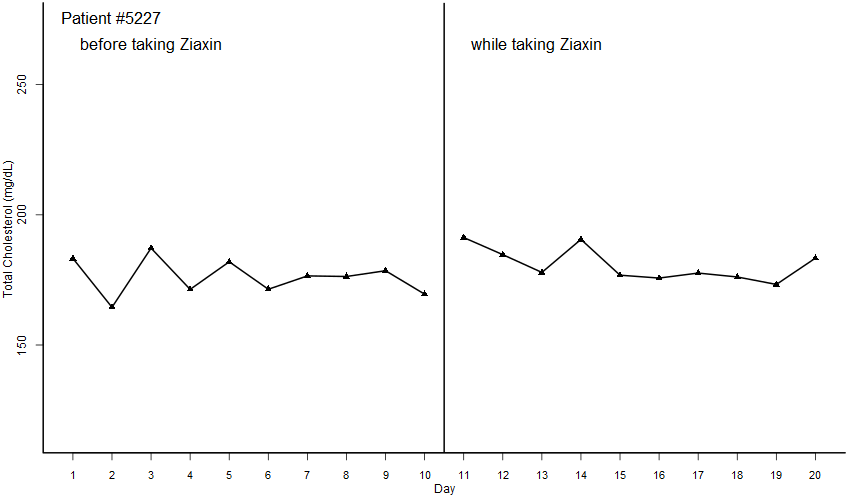 Patient #5227
before taking Ziaxin
while taking Ziaxin
Total Cholesterol (mg/dL)
250
200
150
1 2 3 4 5 6 7 8 9 10 11 12 13 14 15 16 17 18 19 20
Day